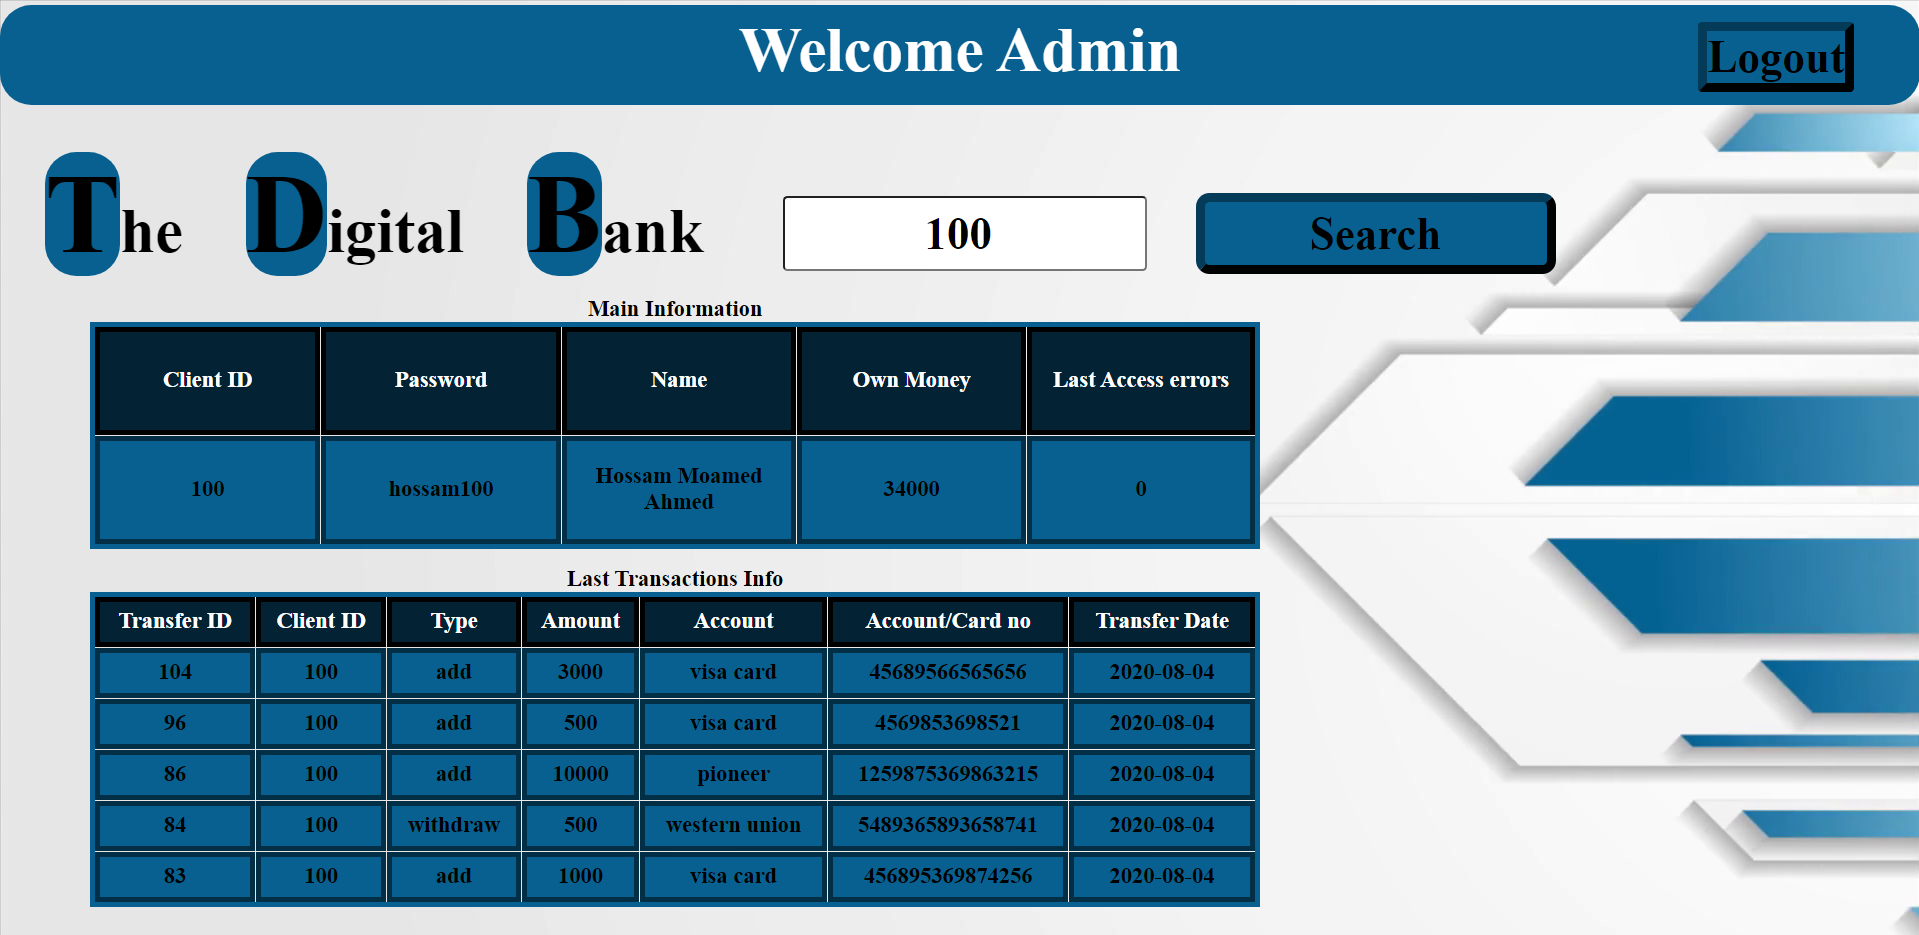 Welcome Admin
Logout
The Digital Bank
100
Search
Main Information
Client ID Password Name Own Money Last Access errors
100 hossam100 Hossam Moamed Ahmed 34000 0
Last Transactions Info
Transfer ID Client ID Type Amount Account Account/Card no Transfer Date
104 100 add 3000 visa card 45689566565656 2020-08-04
96 100 add 500 visa card 4569853698521 2020-08-04
86 100 add 10000 pioneer 1259875369863215 2020-08-04
84 100 withdraw 500 western union 5489365893658741 2020-08-04
83 100 add 1000 visa card 456895369874256 2020-08-04